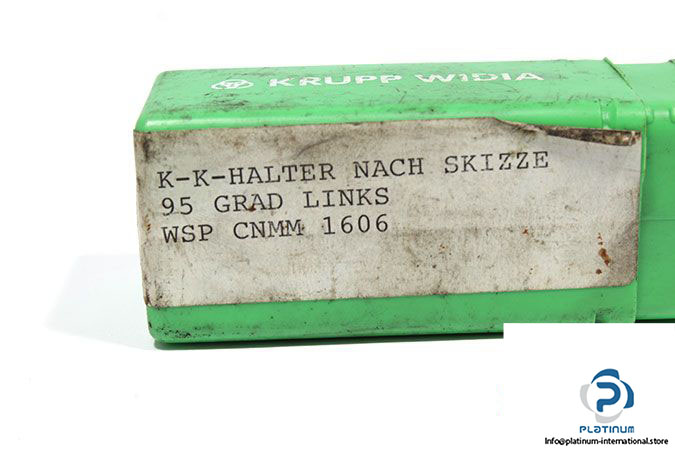 KRUPP WIDIA
K-K-HALTER NACH SKIZZE
95 GRAD LINKS
WSP CNMM 1606
PLATINUM
Info@platinum-international.store